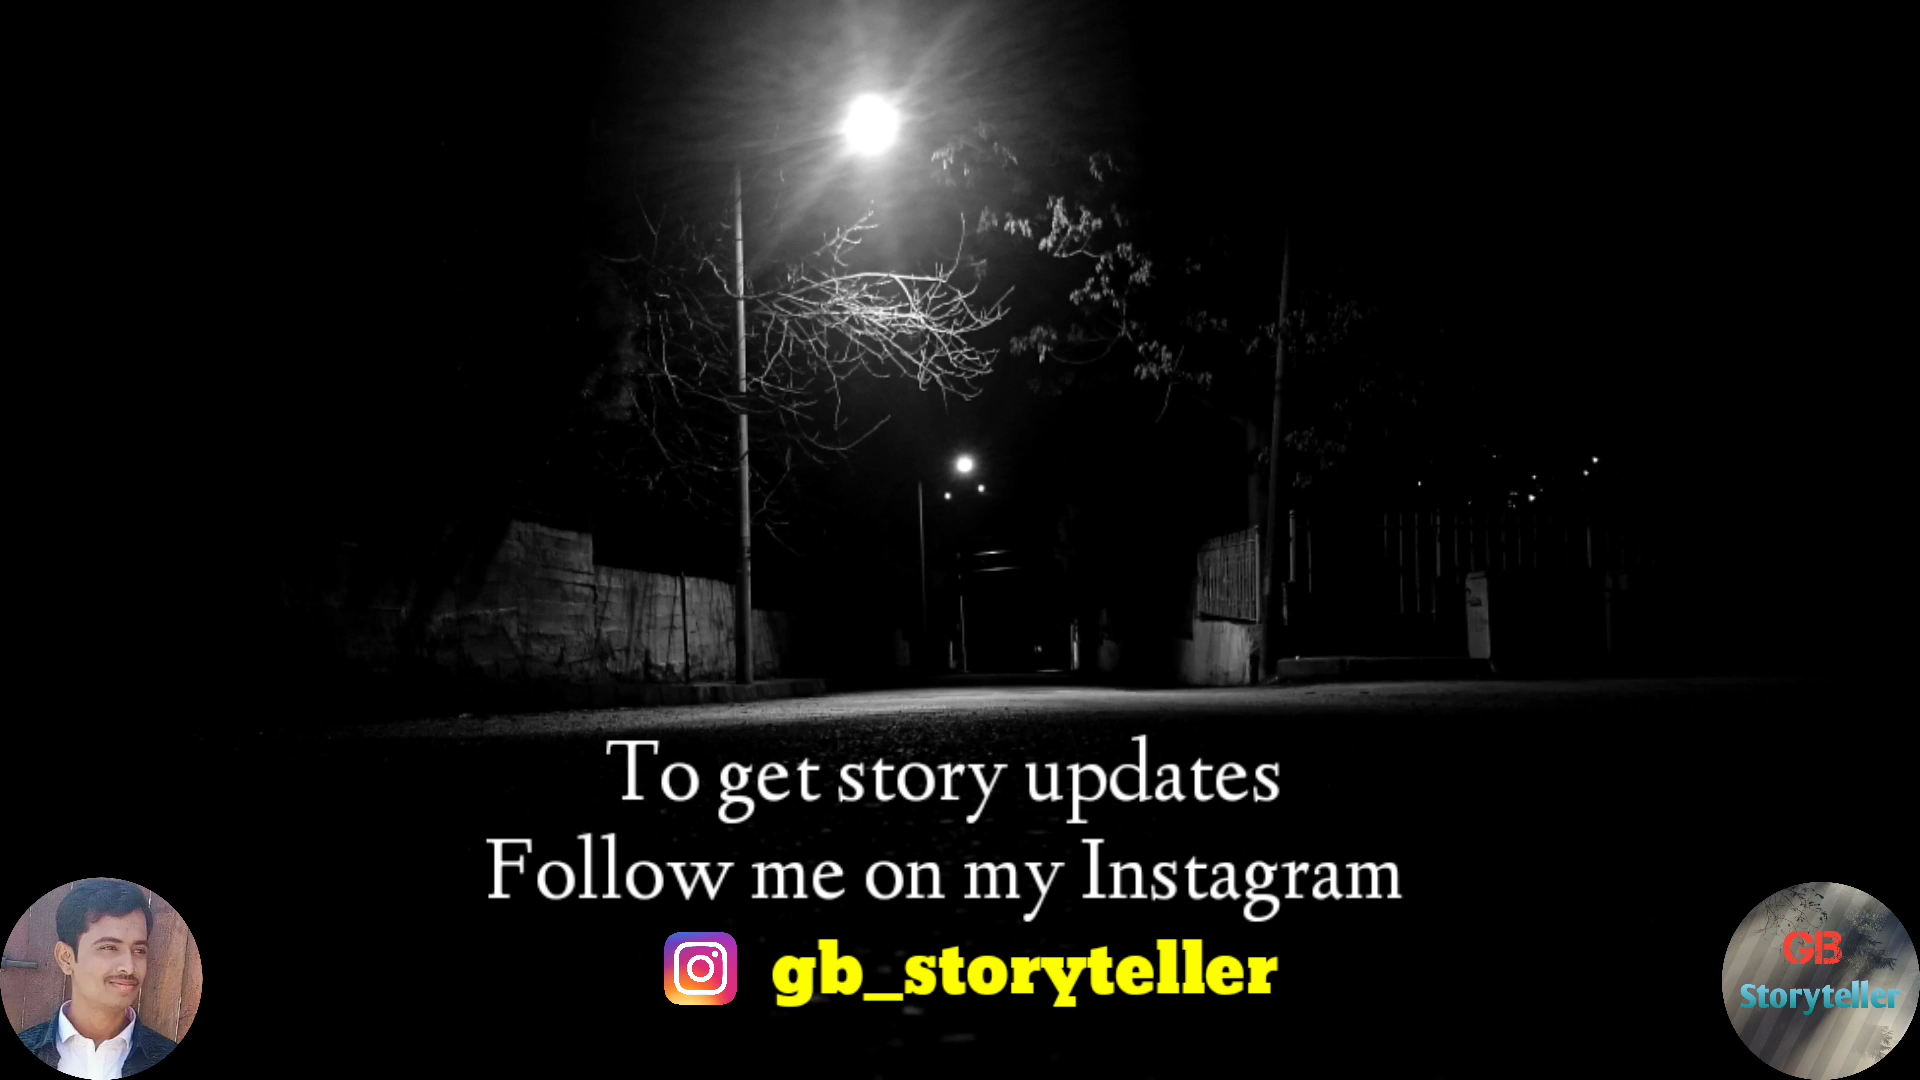 To get story updates
Follow me on my Instagram
gb_storyteller
GB
Storyteller